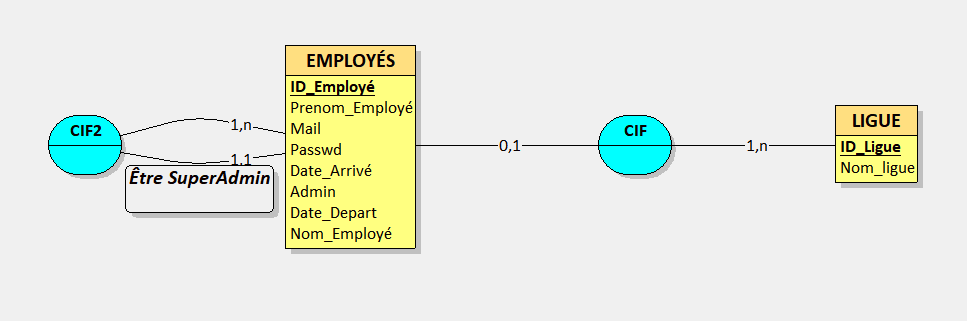 EMPLOYÉS
ID_Employé
Prenom_Employé
Mail
Passwd
Date_Arrivé
Admin
Date_Depart
Nom_Employé
CIF2
1,n
1,1
Être SuperAdmin
0,1
CIF
1,n
LIGUE
ID_Ligue
Nom_ligue